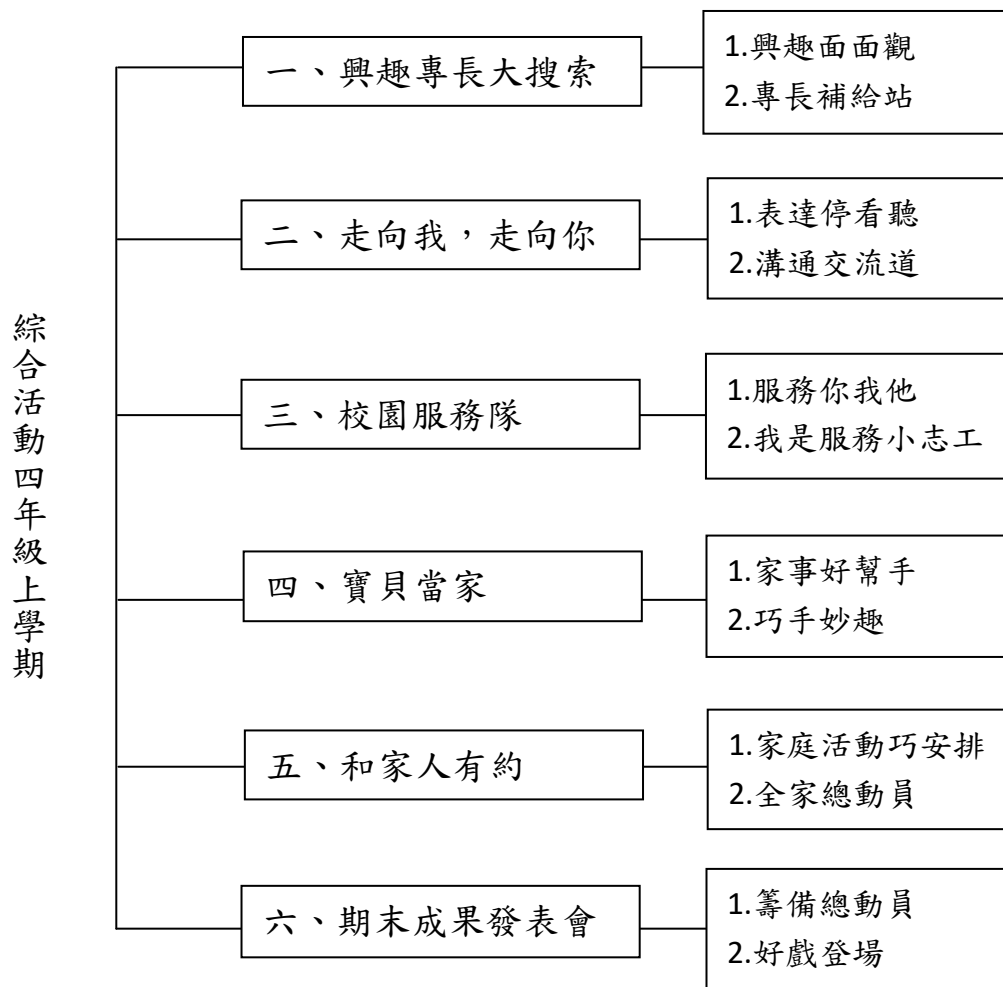 綜合活動四年級上學期
一、興趣專長大搜索
1.興趣面面觀
2.專長補給站
二、走向我，走向你
1.表達停看聽
2.溝通交流道
三、校園服務隊
1.服務你我他
2.我是服務小志工
四、寶貝當家
1.家事好幫手
2.巧手妙趣
五、和家人有約
1.家庭活動巧安排
2.全家總動員
六、期末成果發表會
1.籌備總動員
2.好戲登場